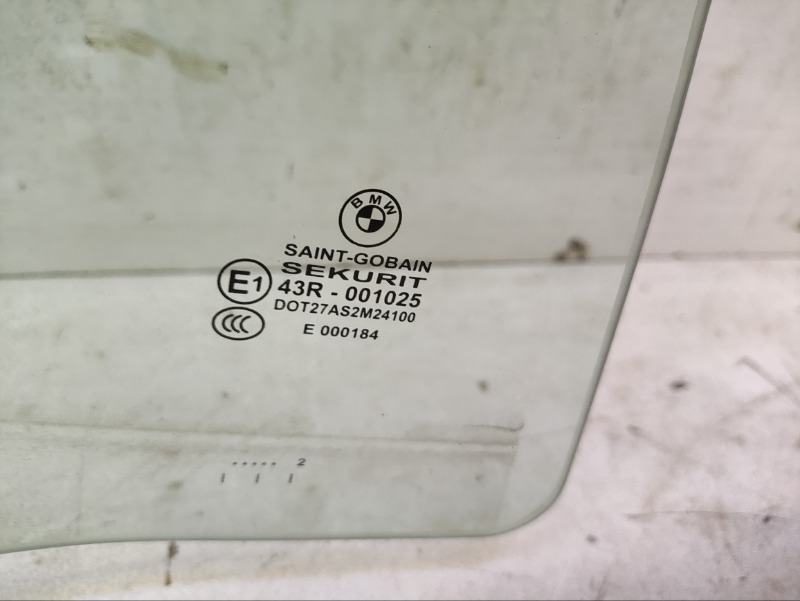 BMW
SAINT-GOBAIN
SEKURIT
E1
43R - 001025
DOT27AS2M24100
CCC
E 000184
..... 2